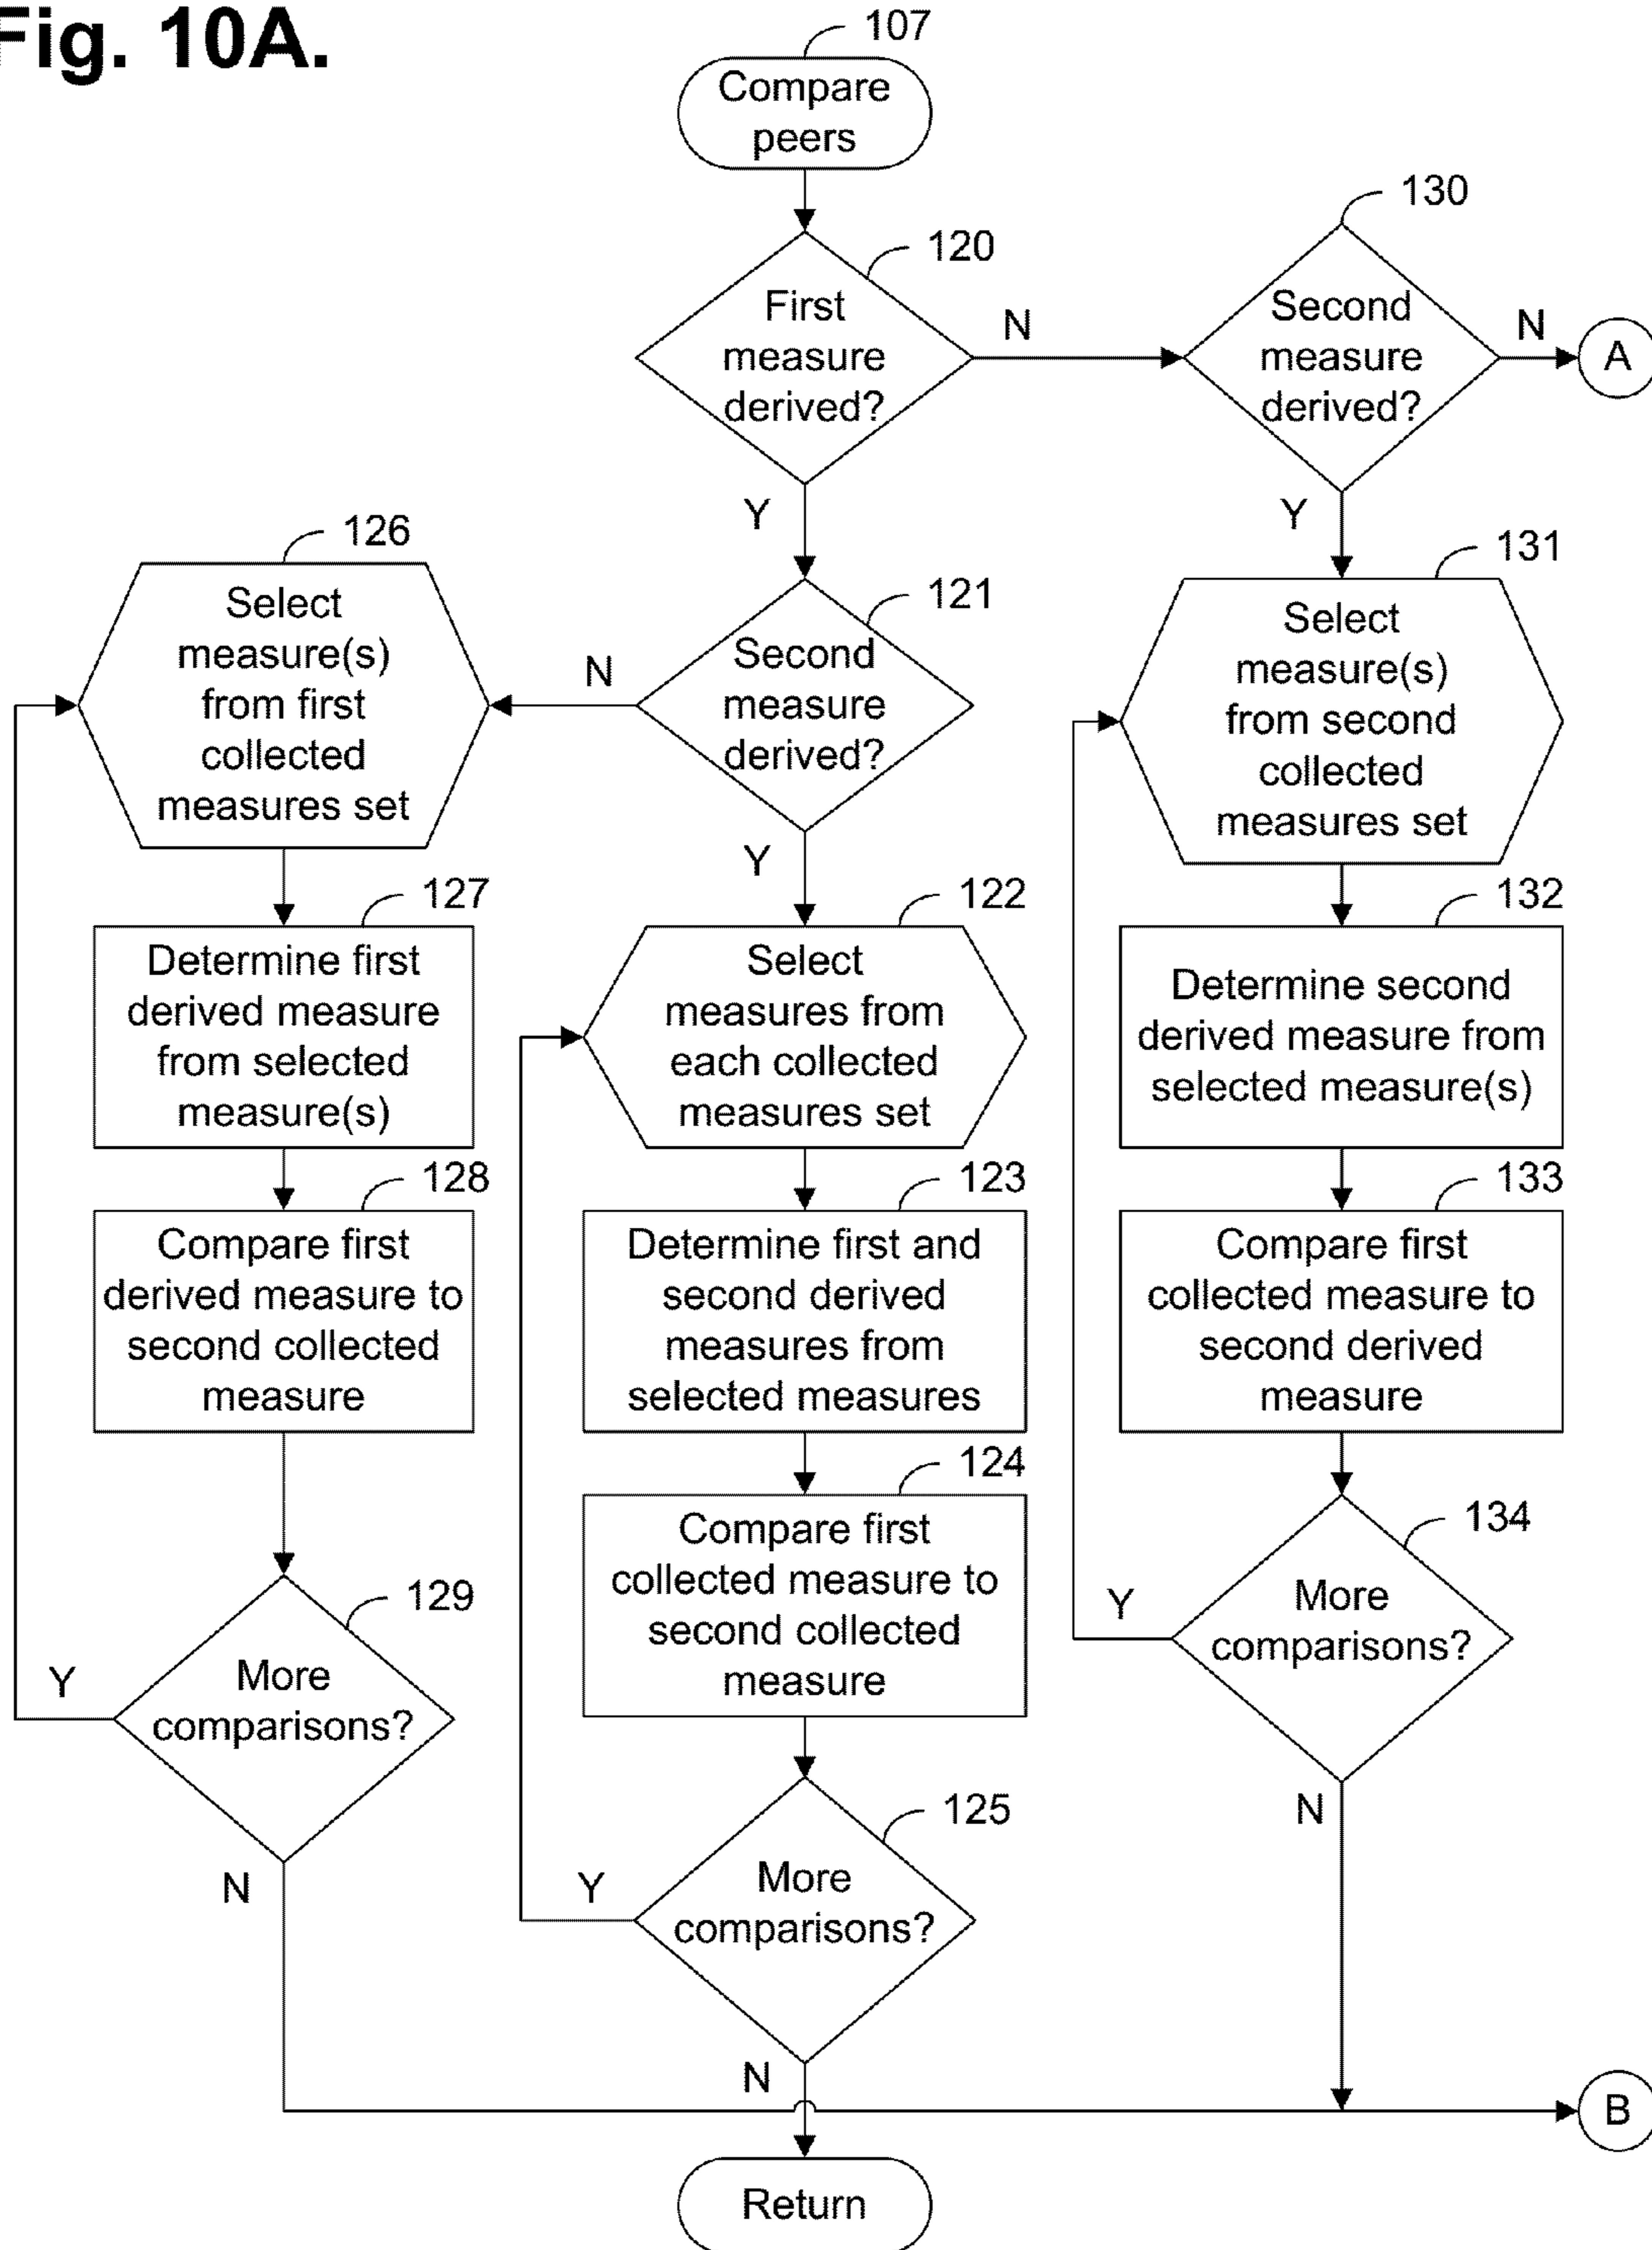 Fig. 10A.
107
Compare
peers
130
120
First
measure
derived?
N
Second
measure
derived?
N
A
Y
Y
126
Select
measure(s)
from first
collected
measures set
121
Second
measure
derived?
N
131
Select
measure(s)
from second
collected
measures set
Y
127
Determine first
derived measure
from selected
measure(s)
122
Select
measures from
each collected
measures set
132
Determine second
derived measure from
selected measure(s)
128
Compare first
derived measure to
second collected
measure
123
Determine first and
second derived
measures from
selected measures
133
Compare first
collected measure to
second derived
measure
124
Compare first
collected measure to
second collected
measure
134
More
comparisons?
Y
129
More
comparisons?
Y
N
125
More
comparisons?
Y
N
N
B
Return